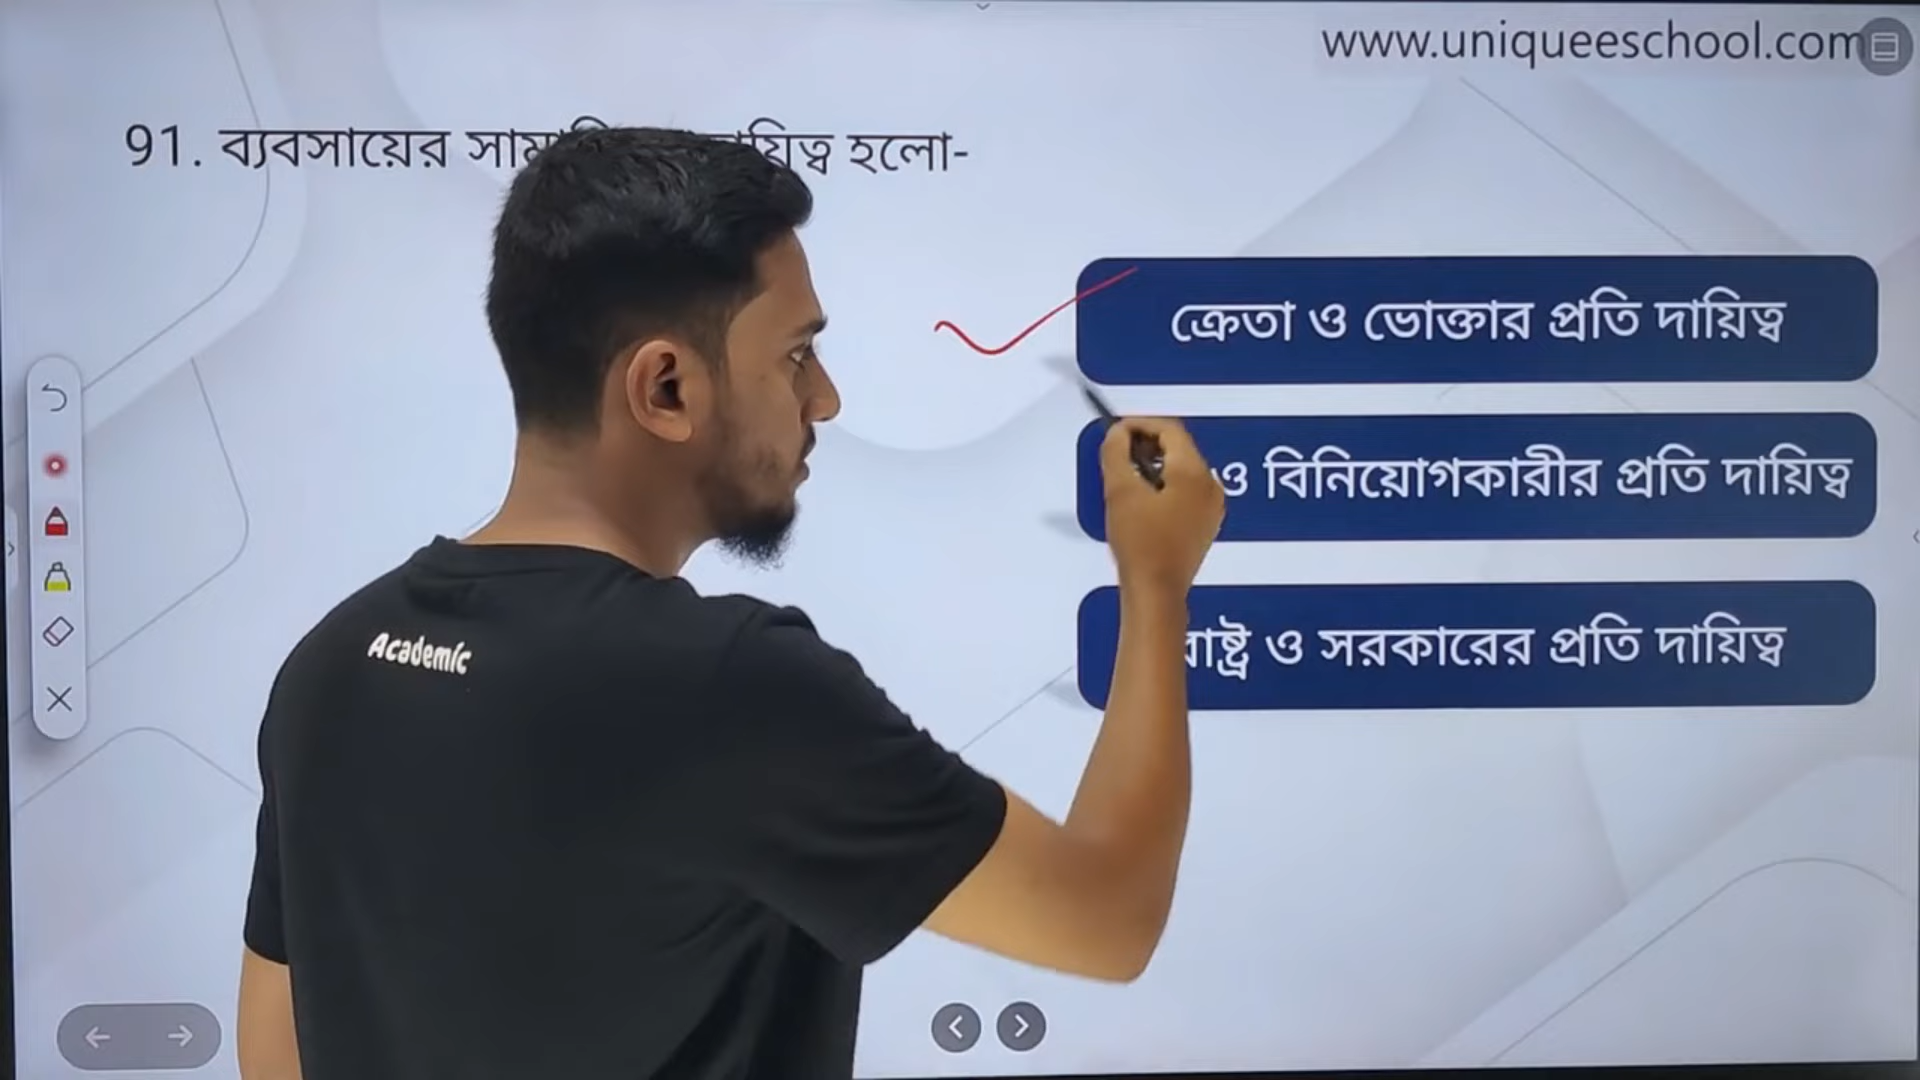 www.uniqueeschool.com
91. ব্যবসায়ের হলো-
ক্রেতা ও ভোক্তার প্রতি দায়িত্ব
ও বিনিয়োগকারীর প্রতি দায়িত্ব
রাষ্ট্র ও সরকারের প্রতি দায়িত্ব
Academic